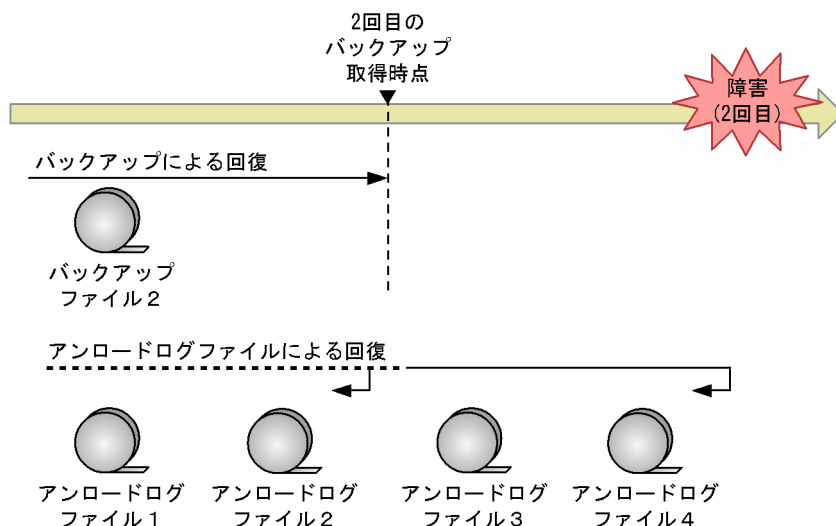 2回目の
バックアップ
取得時点
障害
(2回目)
バックアップによる回復
バックアップ
ファイル2
アンロードログファイルによる回復
アンロードログ
ファイル1
アンロードログ
ファイル2
アンロードログ
ファイル3
アンロードログ
ファイル4